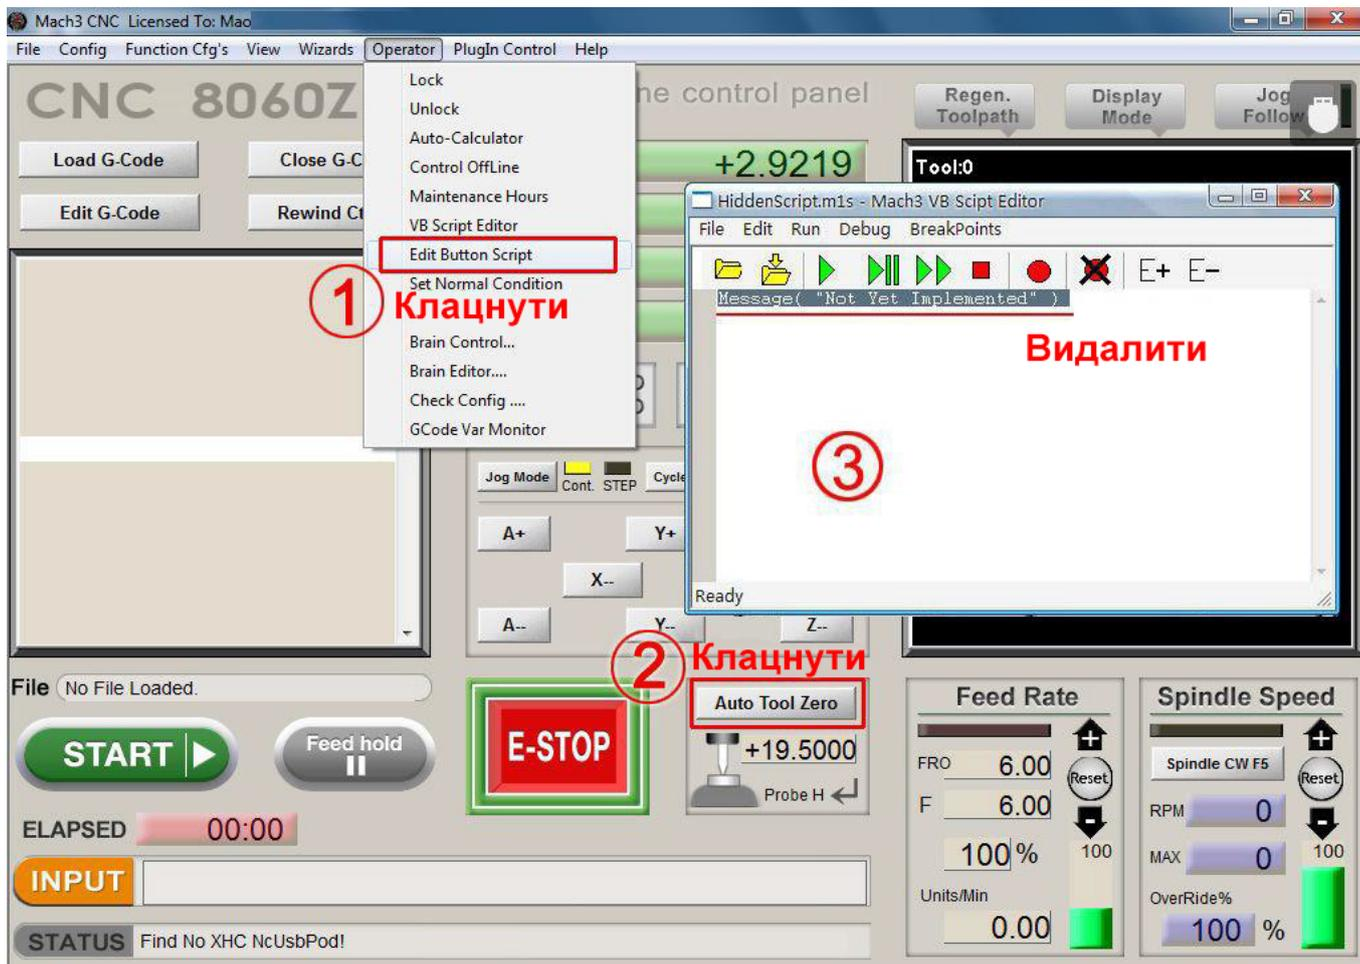 Mach3 CNC Licensed To: Mao
File Config Function Cfg's View Wizards Operator PlugIn Control Help
CNC 8060Z
ne control panel
Regen. Toolpath
Display Mode
Jog Follow
Load G-Code
Close G-C
Edit G-Code
Rewind Ct
Lock
Unlock
Auto-Calculator
Control OffLine
Maintenance Hours
VB Script Editor
Edit Button Script
Set Normal Condition
Brain Control...
Brain Editor....
Check Config ....
GCode Var Monitor
1 Клацнути
+2.9219
Tool:0
HiddenScript.m1s - Mach3 VB Scipt Editor
File Edit Run Debug BreakPoints
E+ E-
Message( "Not Yet Implemented" )
Видалити
3
Ready
Jog Mode
Cont. STEP
Cycle
A+
Y+
X--
A--
Y--
Z--
2 Клацнути
File No File Loaded.
START
Feed hold
E-STOP
Auto Tool Zero
+19.5000
Probe H
ELAPSED 00:00
INPUT
STATUS Find No XHC NcUsbPod!
Feed Rate
FRO 6.00
Reset
F 6.00
100 %
100
Units/Min
0.00
Spindle Speed
Spindle CW F5
Reset
RPM 0
MAX 0
100
OverRide%
100 %